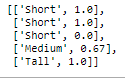 [['Short', 1.0],
['Short', 1.0],
['Short', 0.0],
['Medium', 0.67],
['Tall', 1.0]]